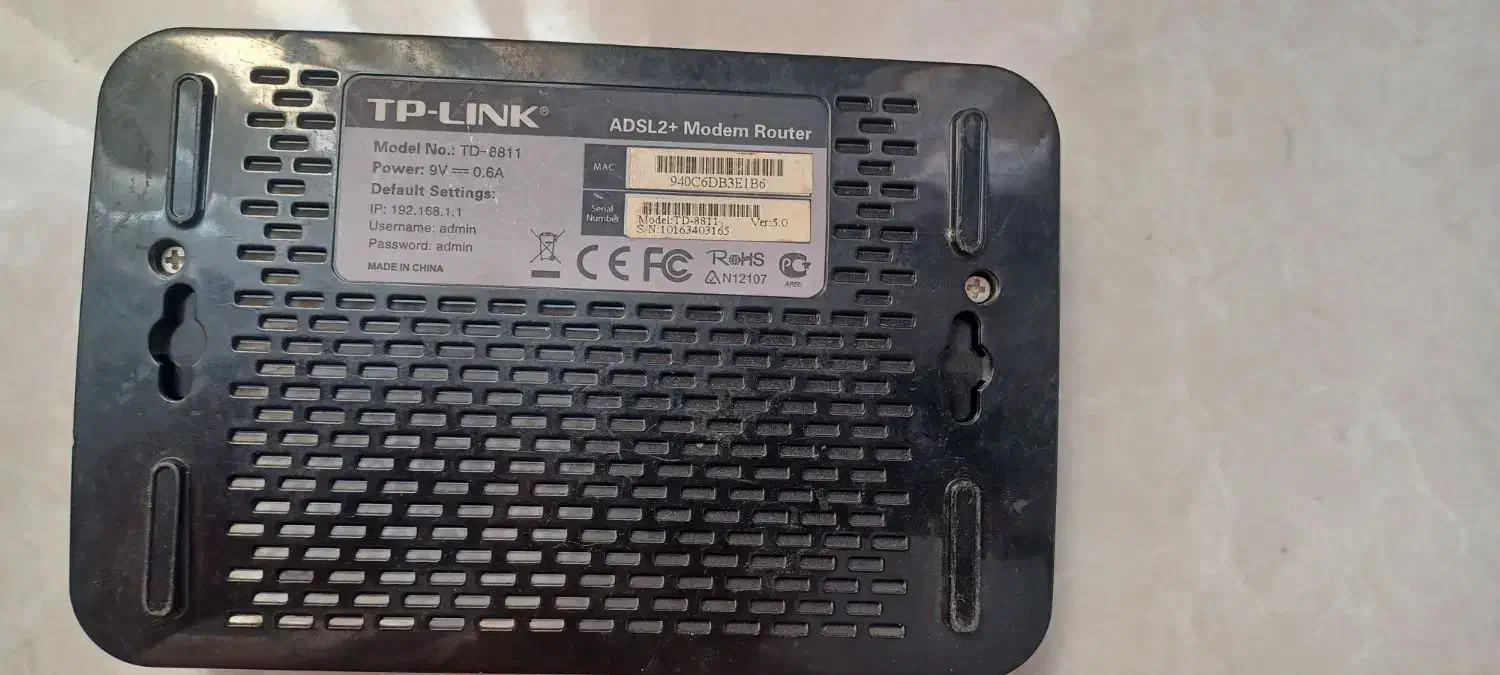 TP-LINK®
ADSL2+ Modem Router
Model No.: TD-8811
Power: 9V 0.6A
Default Settings:
IP: 192.168.1.1
Username: admin
Password: admin
MADE IN CHINA
MAC
940C6DB3E1B6
Serial
Number
Model:TD-8811 Ver:5.0
S/N:10163403165
CE FC RoHS
N12107
PG